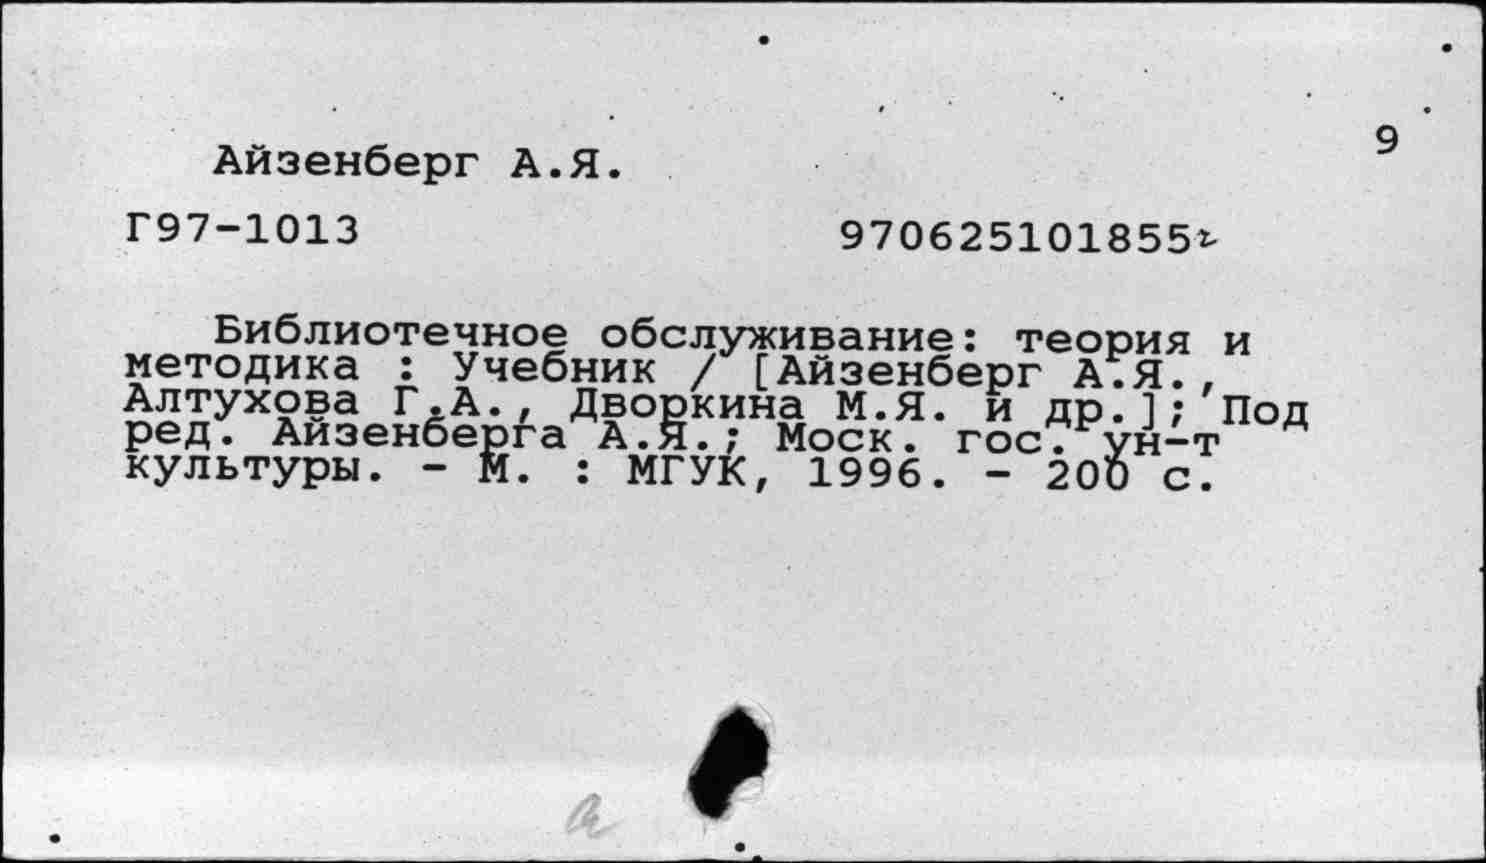 9
Айзенберг А.Я.
Г97-1013 970625101855
Библиотечное обслуживание: теория и
методика : Учебник / [Айзенберг А.Я.,
Алтухова Г.А., Дворкина М.Я. и др.]; Под
ред. Айзенберга А.Я.; Моск. гос. ун-т
культуры. - М. : МГУК, 1996. - 200 с.